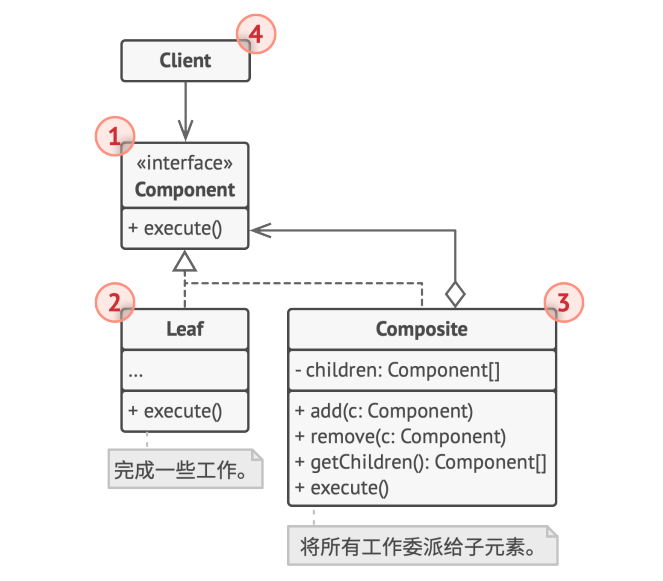 4
Client
1
«interface»
Component
+ execute()
2
Leaf
...
+ execute()
完成一些工作。
3
Composite
- children: Component[]
+ add(c: Component)
+ remove(c: Component)
+ getChildren(): Component[]
+ execute()
将所有工作委派给子元素。